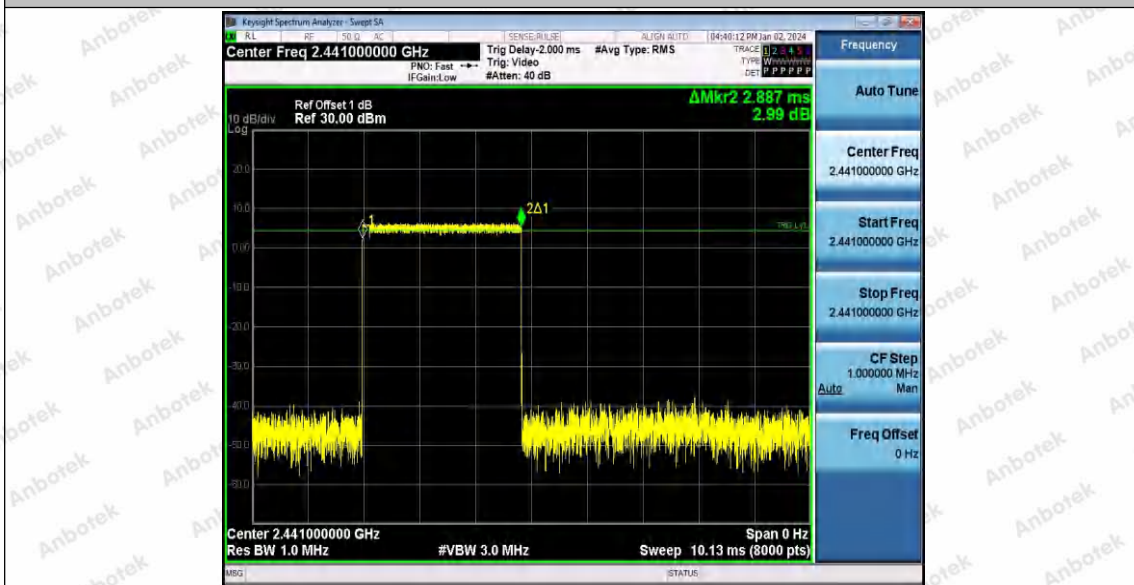 Keysight Spectrum Analyzer - Swept SA
RL RF 50 Ω AC SENSE:PULSE ALIGN AUTO 04:40:12 PM Jan 02, 2024
Center Freq 2.441000000 GHz
PNO: Fast
IFGain:Low
Trig Delay-2.000 ms
Trig: Video
#Atten: 40 dB
#Avg Type: RMS
TRACE 1 2 3 4 5 6
TYPE W
DET P P P P P P
Frequency
Auto Tune
Center Freq
2.441000000 GHz
Start Freq
2.441000000 GHz
Stop Freq
2.441000000 GHz
CF Step
1.000000 MHz
Auto Man
Freq Offset
0 Hz
ΔMkr2 2.887 ms
2.99 dB
Ref Offset 1 dB
10 dB/div Ref 30.00 dBm
Log
20.0
10.0
0.00
-10.0
-20.0
-30.0
-40.0
-50.0
-60.0
1
2Δ1
TRIG LVL
Center 2.441000000 GHz Span 0 Hz
Res BW 1.0 MHz #VBW 3.0 MHz Sweep 10.13 ms (8000 pts)
MSG STATUS
Anbotek